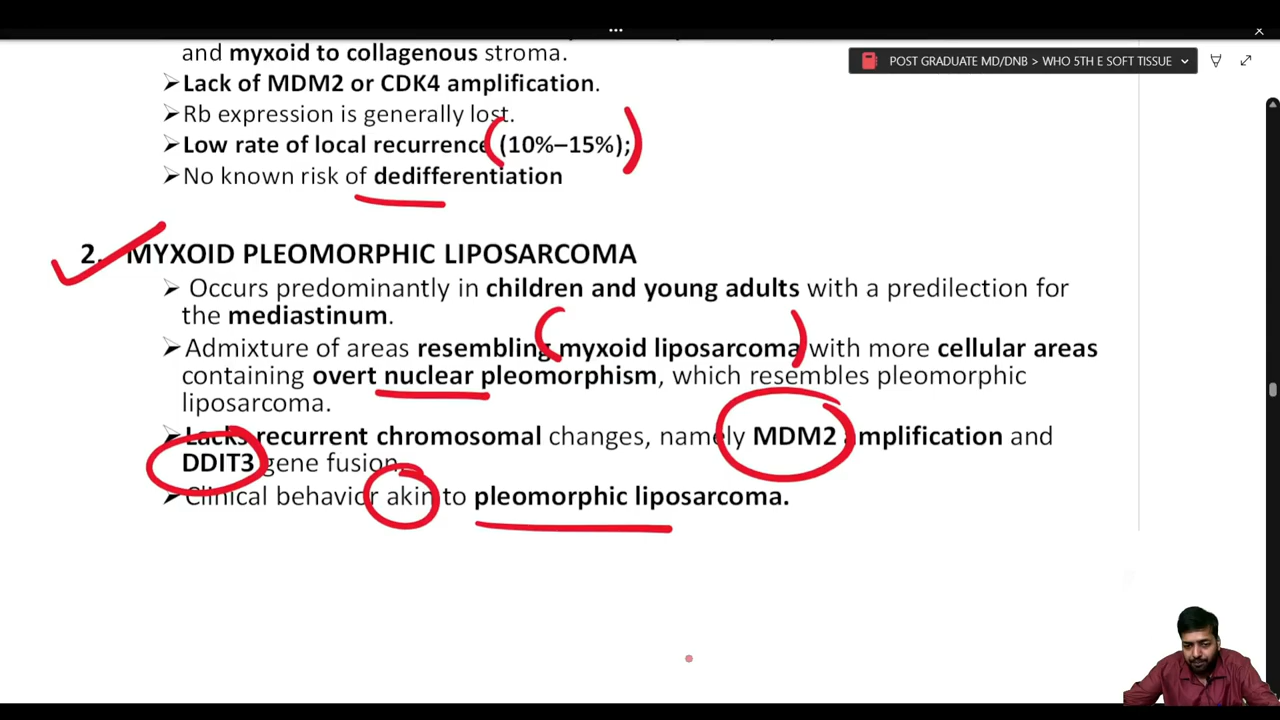 ...
POST GRADUATE MD/DNB > WHO 5TH E SOFT TISSUE
and myxoid to collagenous stroma.
➢ Lack of MDM2 or CDK4 amplification.
➢ Rb expression is generally lost.
➢ Low rate of local recurrence (10%–15%);
➢ No known risk of dedifferentiation
2. MYXOID PLEOMORPHIC LIPOSARCOMA
➢ Occurs predominantly in children and young adults with a predilection for
the mediastinum.
➢ Admixture of areas resembling myxoid liposarcoma with more cellular areas
containing overt nuclear pleomorphism, which resembles pleomorphic
liposarcoma.
➢ Lacks recurrent chromosomal changes, namely MDM2 amplification and
DDIT3 gene fusion.
➢ Clinical behavior akin to pleomorphic liposarcoma.